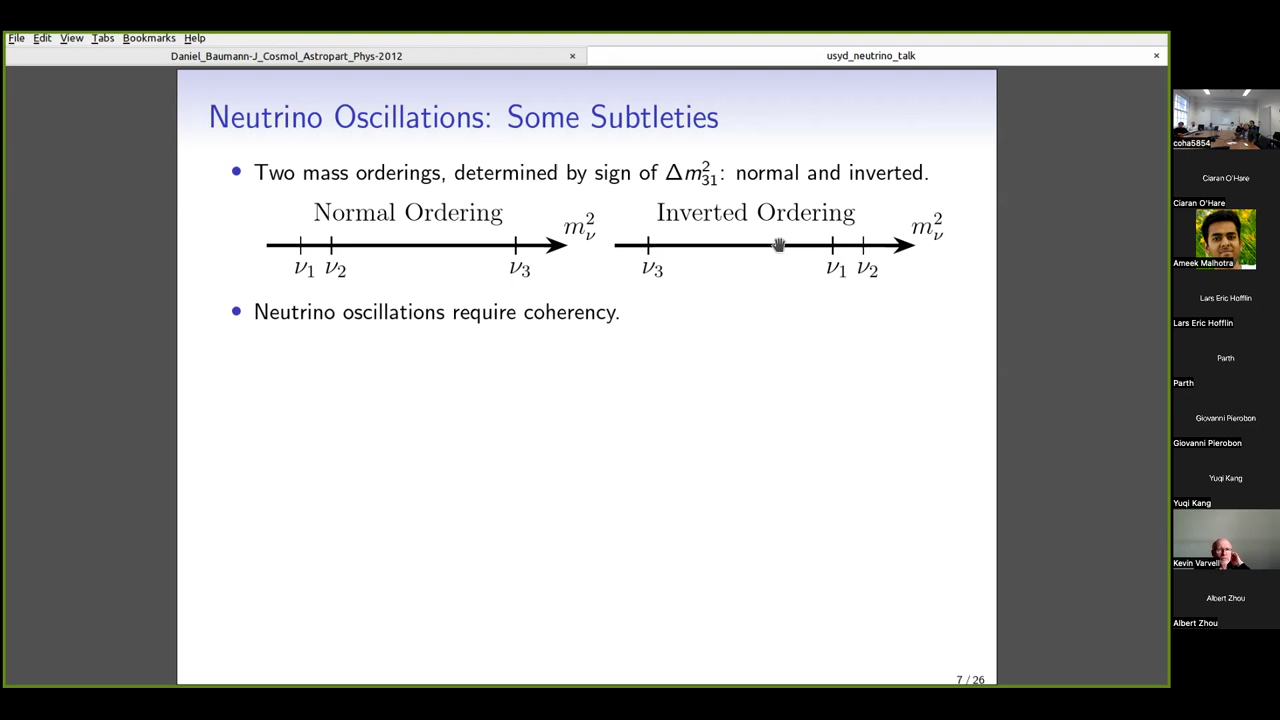 File Edit View Tabs Bookmarks Help
Daniel_Baumann-J_Cosmol_Astropart_Phys-2012 × usyd_neutrino_talk ×
Neutrino Oscillations: Some Subtleties
• Two mass orderings, determined by sign of Δm²₃₁: normal and inverted.
Normal Ordering
m²ᵥ
ν₁ ν₂ ν₃
Inverted Ordering
m²ᵥ
ν₃ ν₁ ν₂
• Neutrino oscillations require coherency.
7 / 26
coha5854
Ciaran O'Hare
Ciaran O'Hare
Ameek Malhotra
Lars Eric Hofflin
Lars Eric Hofflin
Parth
Parth
Giovanni Pierobon
Giovanni Pierobon
Yuqi Kang
Yuqi Kang
Kevin Varvell
Albert Zhou
Albert Zhou